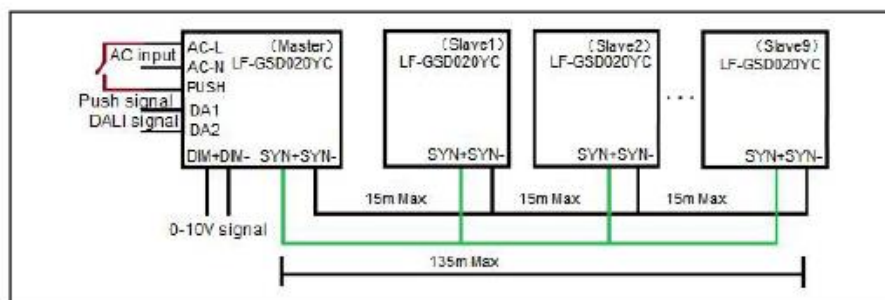 AC input
Push signal
DALI signal
AC-L
AC-N
PUSH
DA1
DA2
(Master)
LF-GSD020YC
DIM+DIM- SYN+SYN-
0-10V signal
(Slave1)
LF-GSD020YC
SYN+SYN-
(Slave2)
LF-GSD020YC
SYN+SYN-
...
(Slave9)
LF-GSD020YC
SYN+SYN-
15m Max
15m Max
15m Max
135m Max